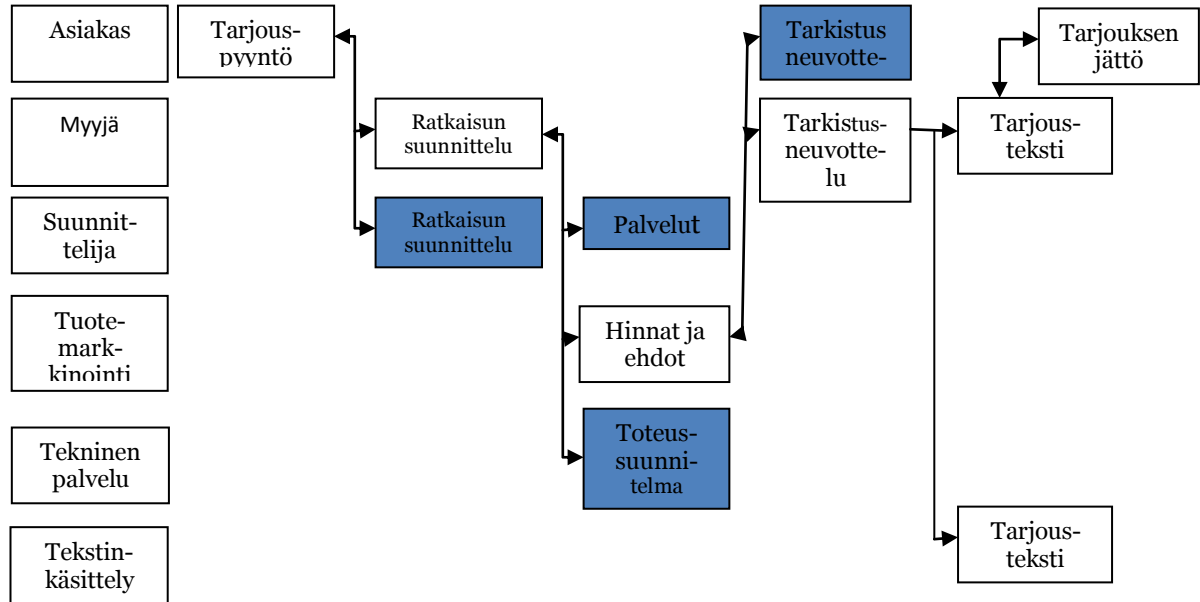 Asiakas
Tarjous-
pyyntö
Tarkistus
neuvotte-
Tarjouksen
jättö
Myyjä
Ratkaisun
suunnittelu
Tarkistus-
neuvotte-
lu
Tarjous-
teksti
Suunnit-
telija
Ratkaisun
suunnittelu
Palvelut
Tuote-
mark-
kinointi
Hinnat ja
ehdot
Tekninen
palvelu
Toteus-
suunni-
telma
Tekstin-
käsittely
Tarjous-
teksti